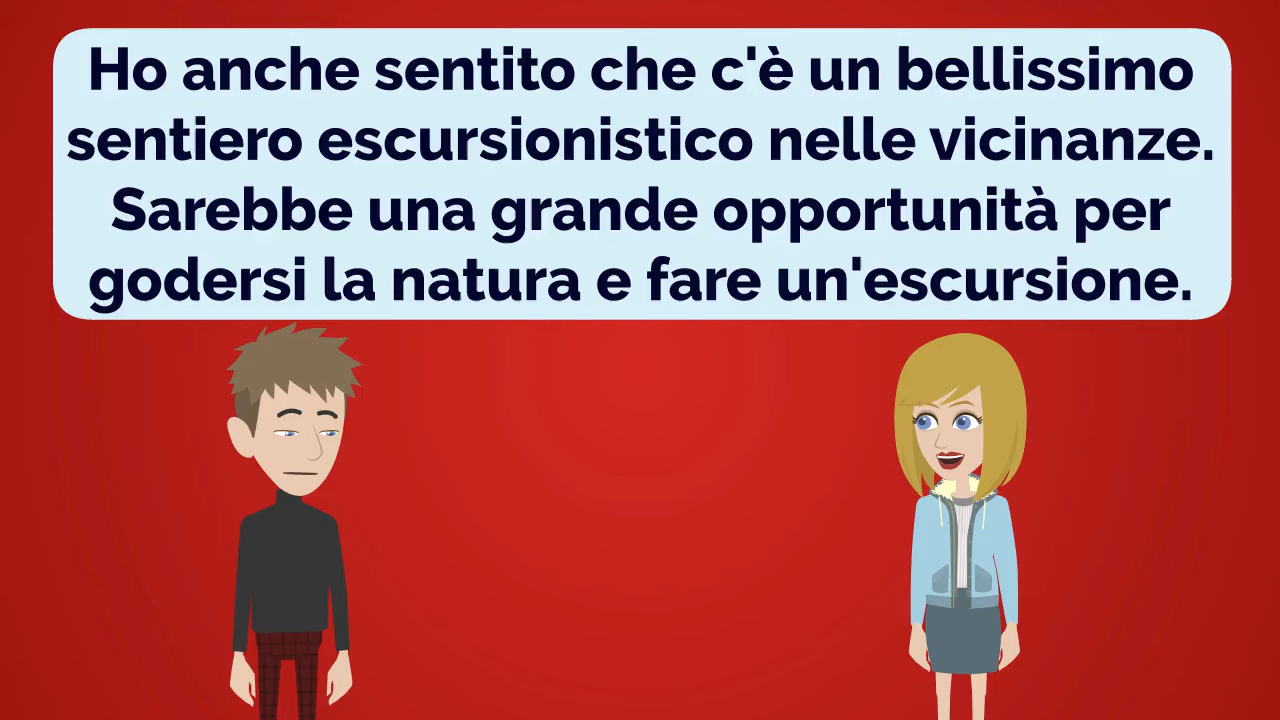 Ho anche sentito che c'è un bellissimo
sentiero escursionistico nelle vicinanze.
Sarebbe una grande opportunità per
godersi la natura e fare un'escursione.